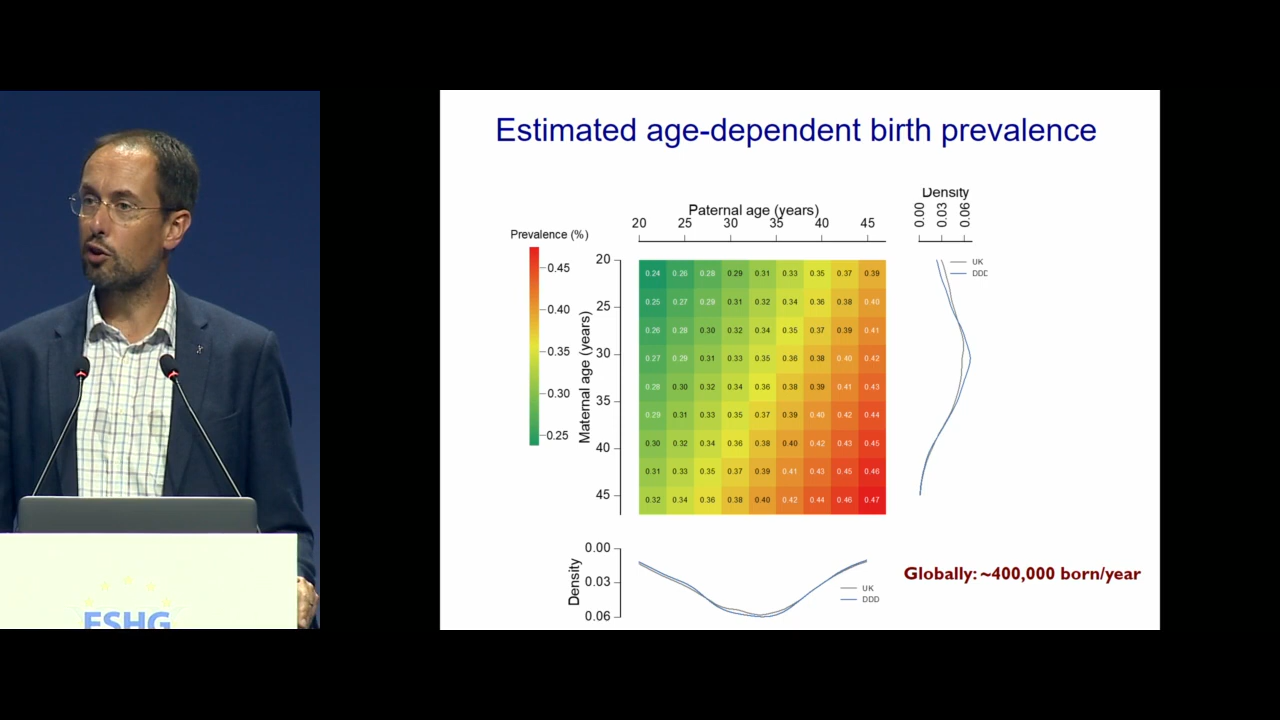 Estimated age-dependent birth prevalence
Density
0.00 0.03 0.06
Paternal age (years)
20 25 30 35 40 45
Prevalence (%)
0.45
0.40
0.35
0.30
0.25
Maternal age (years)
20
25
30
35
40
45
0.24 0.26 0.28 0.29 0.31 0.33 0.35 0.37 0.39
0.25 0.27 0.29 0.31 0.32 0.34 0.36 0.38 0.40
0.26 0.28 0.30 0.32 0.34 0.35 0.37 0.39 0.41
0.27 0.29 0.31 0.33 0.35 0.36 0.38 0.40 0.42
0.28 0.30 0.32 0.34 0.36 0.38 0.39 0.41 0.43
0.29 0.31 0.33 0.35 0.37 0.39 0.40 0.42 0.44
0.30 0.32 0.34 0.36 0.38 0.40 0.42 0.43 0.45
0.31 0.33 0.35 0.37 0.39 0.41 0.43 0.45 0.46
0.32 0.34 0.36 0.38 0.40 0.42 0.44 0.46 0.47
UK
DDD
Density
0.00
0.03
0.06
UK
DDD
Globally: ~400,000 born/year
ESHG